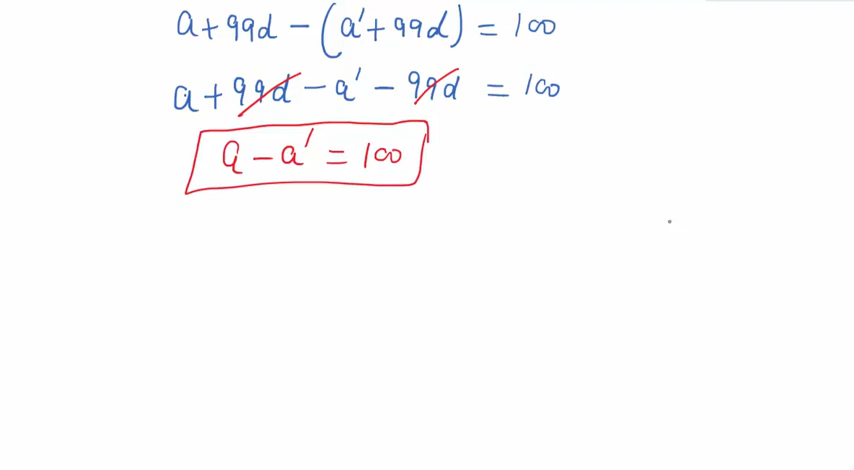 a + 99d - (a' + 99d) = 100
a + 99d - a' - 99d = 100
a - a' = 100